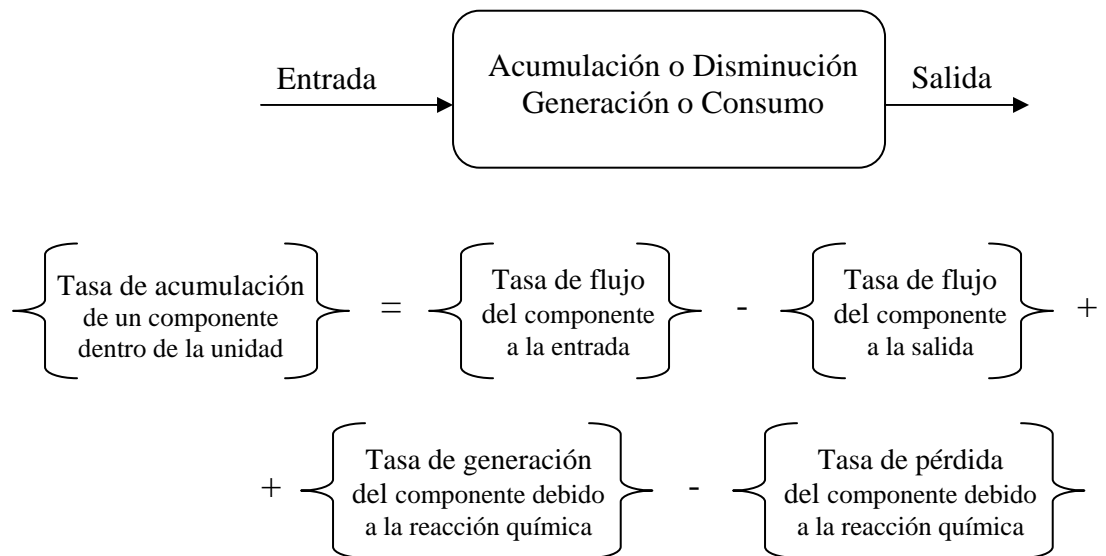 Entrada
Acumulación o Disminución
Generación o Consumo
Salida
Tasa de acumulación
de un componente
dentro de la unidad
=
Tasa de flujo
del componente
a la entrada
-
Tasa de flujo
del componente
a la salida
+
+
Tasa de generación
del componente debido
a la reacción química
-
Tasa de pérdida
del componente debido
a la reacción química